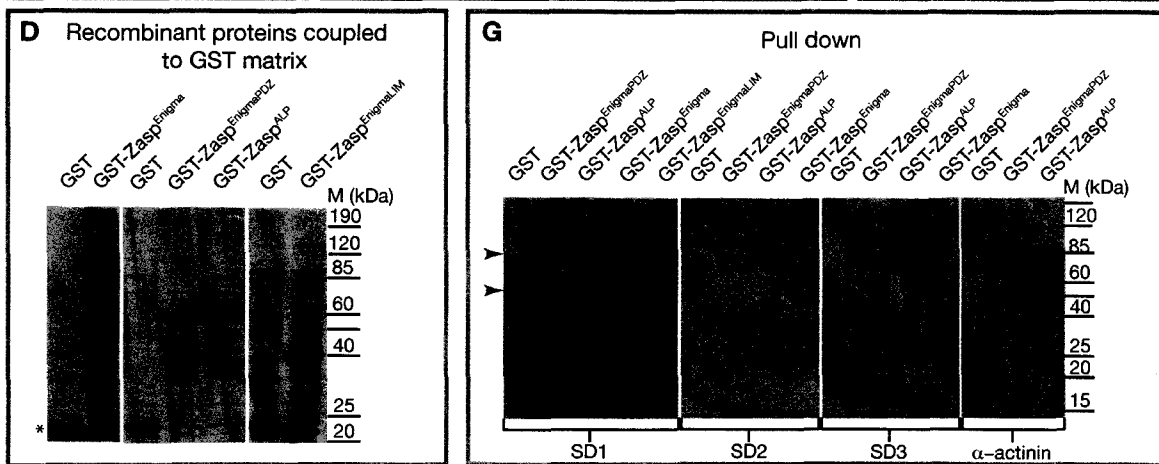 D
Recombinant proteins coupled
to GST matrix
GST
GST-Zasp^Enigma
GST
GST-Zasp^EnigmaPDZ
GST-Zasp^ALP
GST
GST-Zasp^EnigmaLIM
M (kDa)
190
120
85
60
40
25
20
*
G
Pull down
GST
GST-Zasp^EnigmaPDZ
GST-Zasp^ALP
GST-Zasp^Enigma
GST-Zasp^EnigmaLIM
GST
GST-Zasp^EnigmaPDZ
GST-Zasp^ALP
GST-Zasp^Enigma
GST
GST-Zasp^EnigmaPDZ
GST-Zasp^ALP
GST-Zasp^Enigma
GST
GST-Zasp^EnigmaPDZ
GST-Zasp^ALP
M (kDa)
120
85
60
40
25
20
15
SD1
SD2
SD3
α-actinin